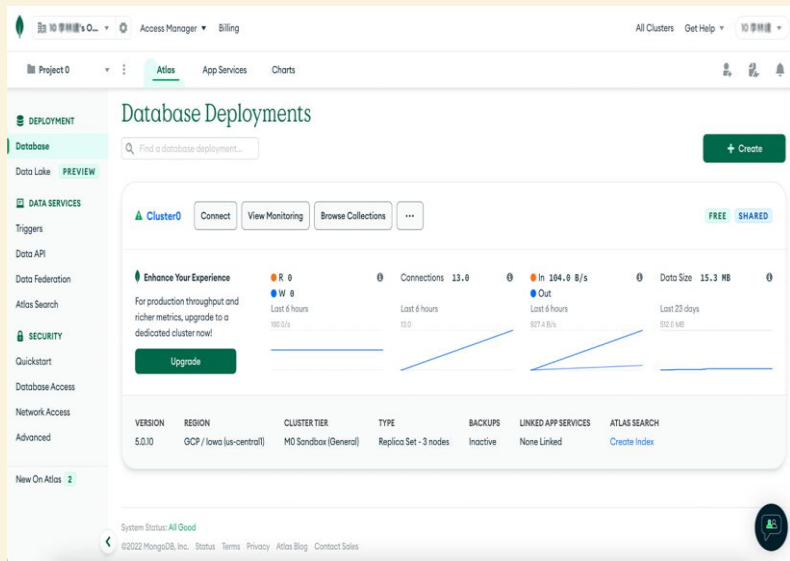 10 's O...
Access Manager
Billing
All Clusters
Get Help
10
Project 0
Atlas
App Services
Charts
DEPLOYMENT
Database
Data Lake PREVIEW
DATA SERVICES
Triggers
Data API
Data Federation
Atlas Search
SECURITY
Quickstart
Database Access
Network Access
Advanced
New On Atlas 2
Database Deployments
Find a database deployment...
+ Create
Cluster0
Connect
View Monitoring
Browse Collections
...
FREE SHARED
Enhance Your Experience
For production throughput and
richer metrics, upgrade to a
dedicated cluster now!
Upgrade
R 0
W 0
Last 6 hours
100.0/s
Connections 13.0
Last 6 hours
13.0
In 104.0 B/s
Out
Last 6 hours
827.4 B/s
Data Size 15.3 MB
Last 23 days
512.0 MB
VERSION
5.0.10
REGION
GCP / Iowa (us-central1)
CLUSTER TIER
M0 Sandbox (General)
TYPE
Replica Set - 3 nodes
BACKUPS
Inactive
LINKED APP SERVICES
None Linked
ATLAS SEARCH
Create Index
System Status: All Good
©2022 MongoDB, Inc. Status Terms Privacy Atlas Blog Contact Sales